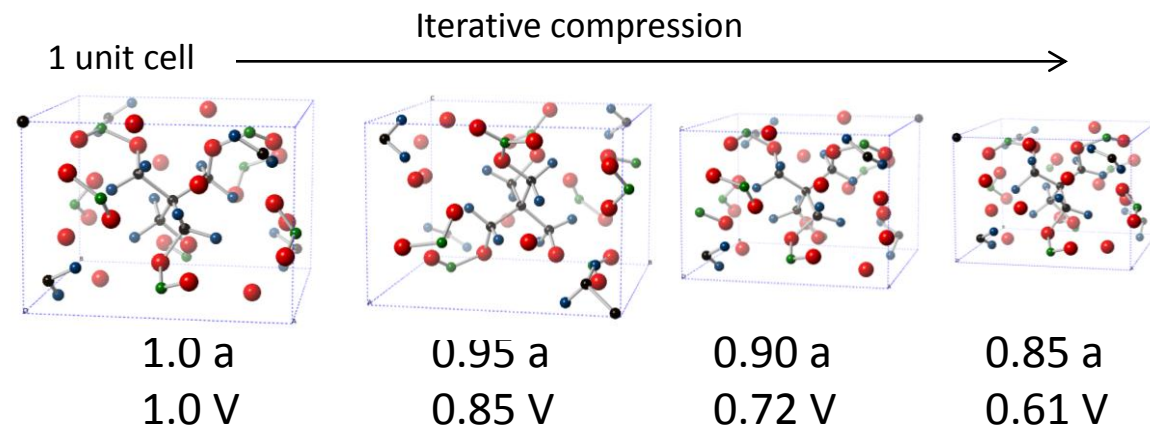 Iterative compression
1 unit cell
1.0 a
0.95 a
0.90 a
0.85 a
1.0 V
0.85 V
0.72 V
0.61 V